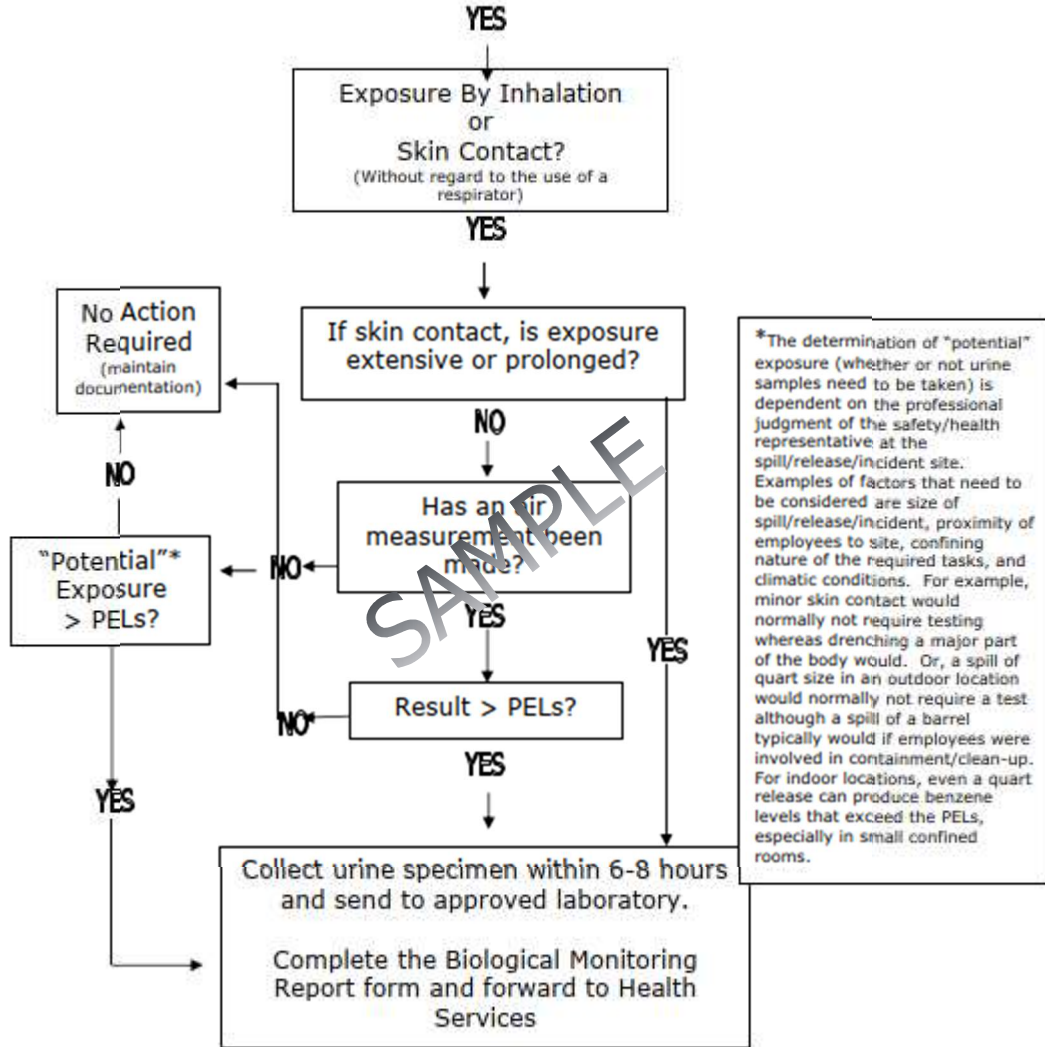 YES
Exposure By Inhalation
or
Skin Contact?
(Without regard to the use of a
respirator)
YES
No Action
Required
(maintain
documentation)
If skin contact, is exposure
extensive or prolonged?
NO
NO
Has an air
measurement been
made?
"Potential"*
Exposure
> PELs?
NO
YES
YES
Result > PELs?
NO
YES
YES
Collect urine specimen within 6-8 hours
and send to approved laboratory.
Complete the Biological Monitoring
Report form and forward to Health
Services
*The determination of "potential"
exposure (whether or not urine
samples need to be taken) is
dependent on the professional
judgment of the safety/health
representative at the
spill/release/incident site.
Examples of factors that need to
be considered are size of
spill/release/incident, proximity of
employees to site, confining
nature of the required tasks, and
climatic conditions. For example,
minor skin contact would
normally not require testing
whereas drenching a major part
of the body would. Or, a spill of
quart size in an outdoor location
would normally not require a test
although a spill of a barrel
typically would if employees were
involved in containment/clean-up.
For indoor locations, even a quart
release can produce benzene
levels that exceed the PELs,
especially in small confined
rooms.
SAMPLE